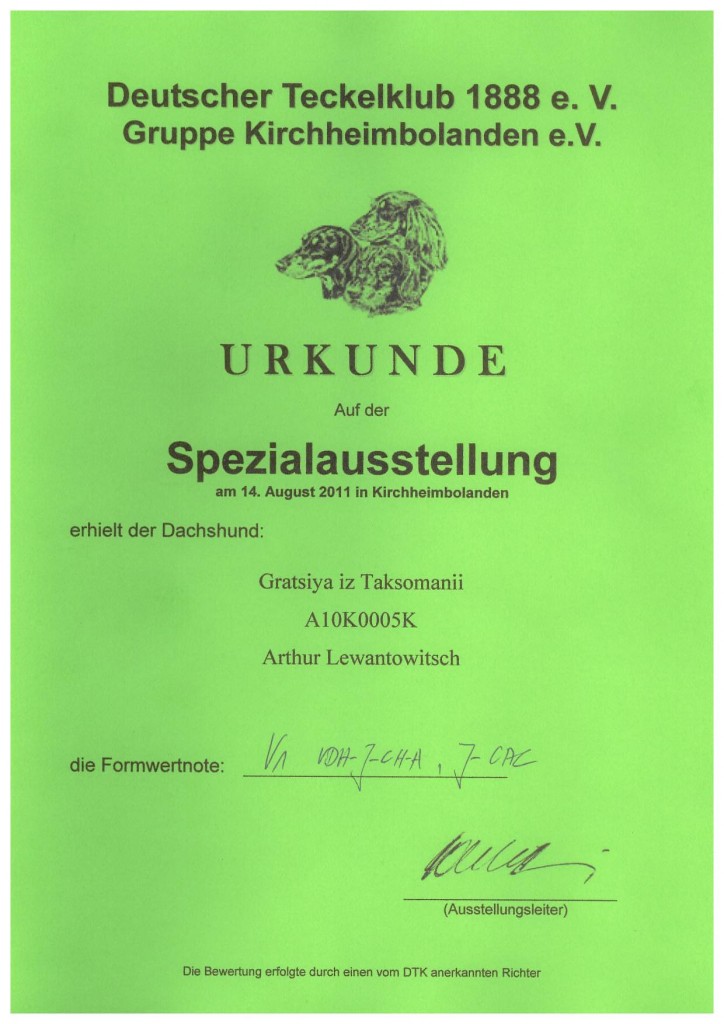 Deutscher Teckelklub 1888 e. V.
Gruppe Kirchheimbolanden e.V.
URKUNDE
Auf der
Spezialausstellung
am 14. August 2011 in Kirchheimbolanden
erhielt der Dachshund:
Gratsiya iz Taksomanii
A10K0005K
Arthur Lewantowitsch
die Formwertnote: V1 VDH-J-CH-A, J-CAC
(Ausstellungsleiter)
Die Bewertung erfolgte durch einen vom DTK anerkannten Richter